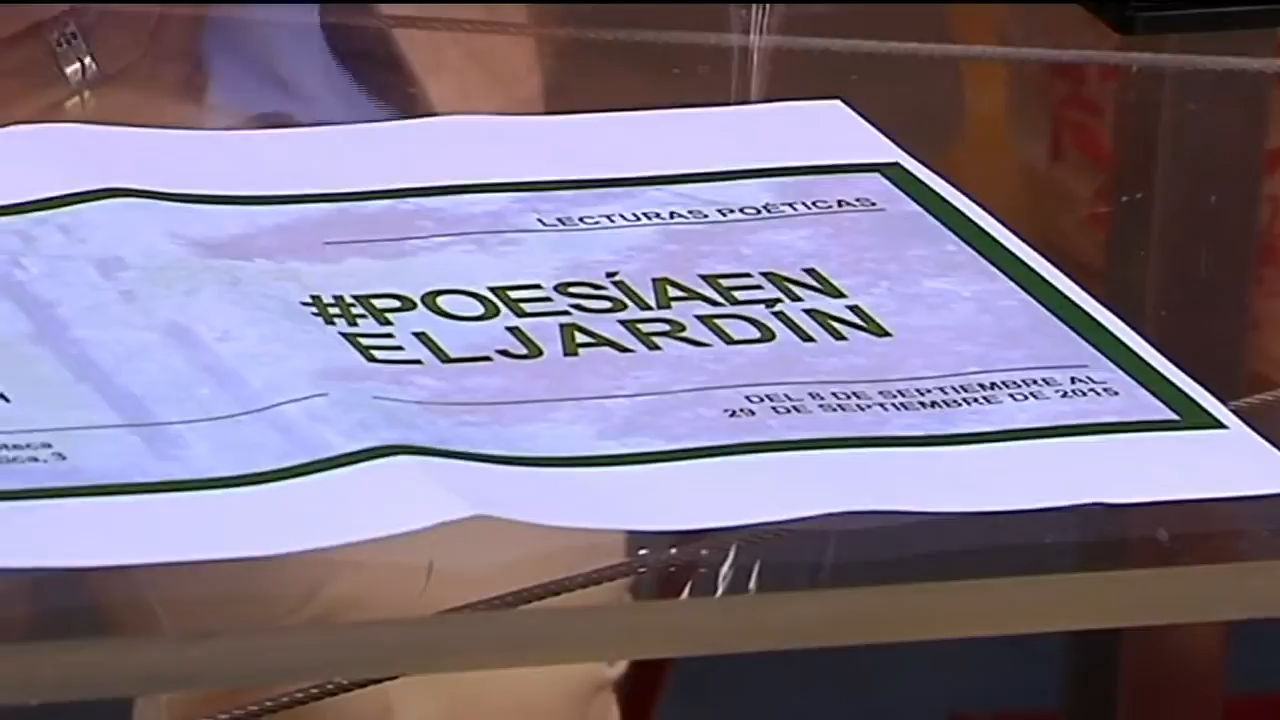 LECTURAS POÉTICAS
#POESÍAEN
ELJARDÍN
DEL 8 DE SEPTIEMBRE AL
29 DE SEPTIEMBRE DE 2015